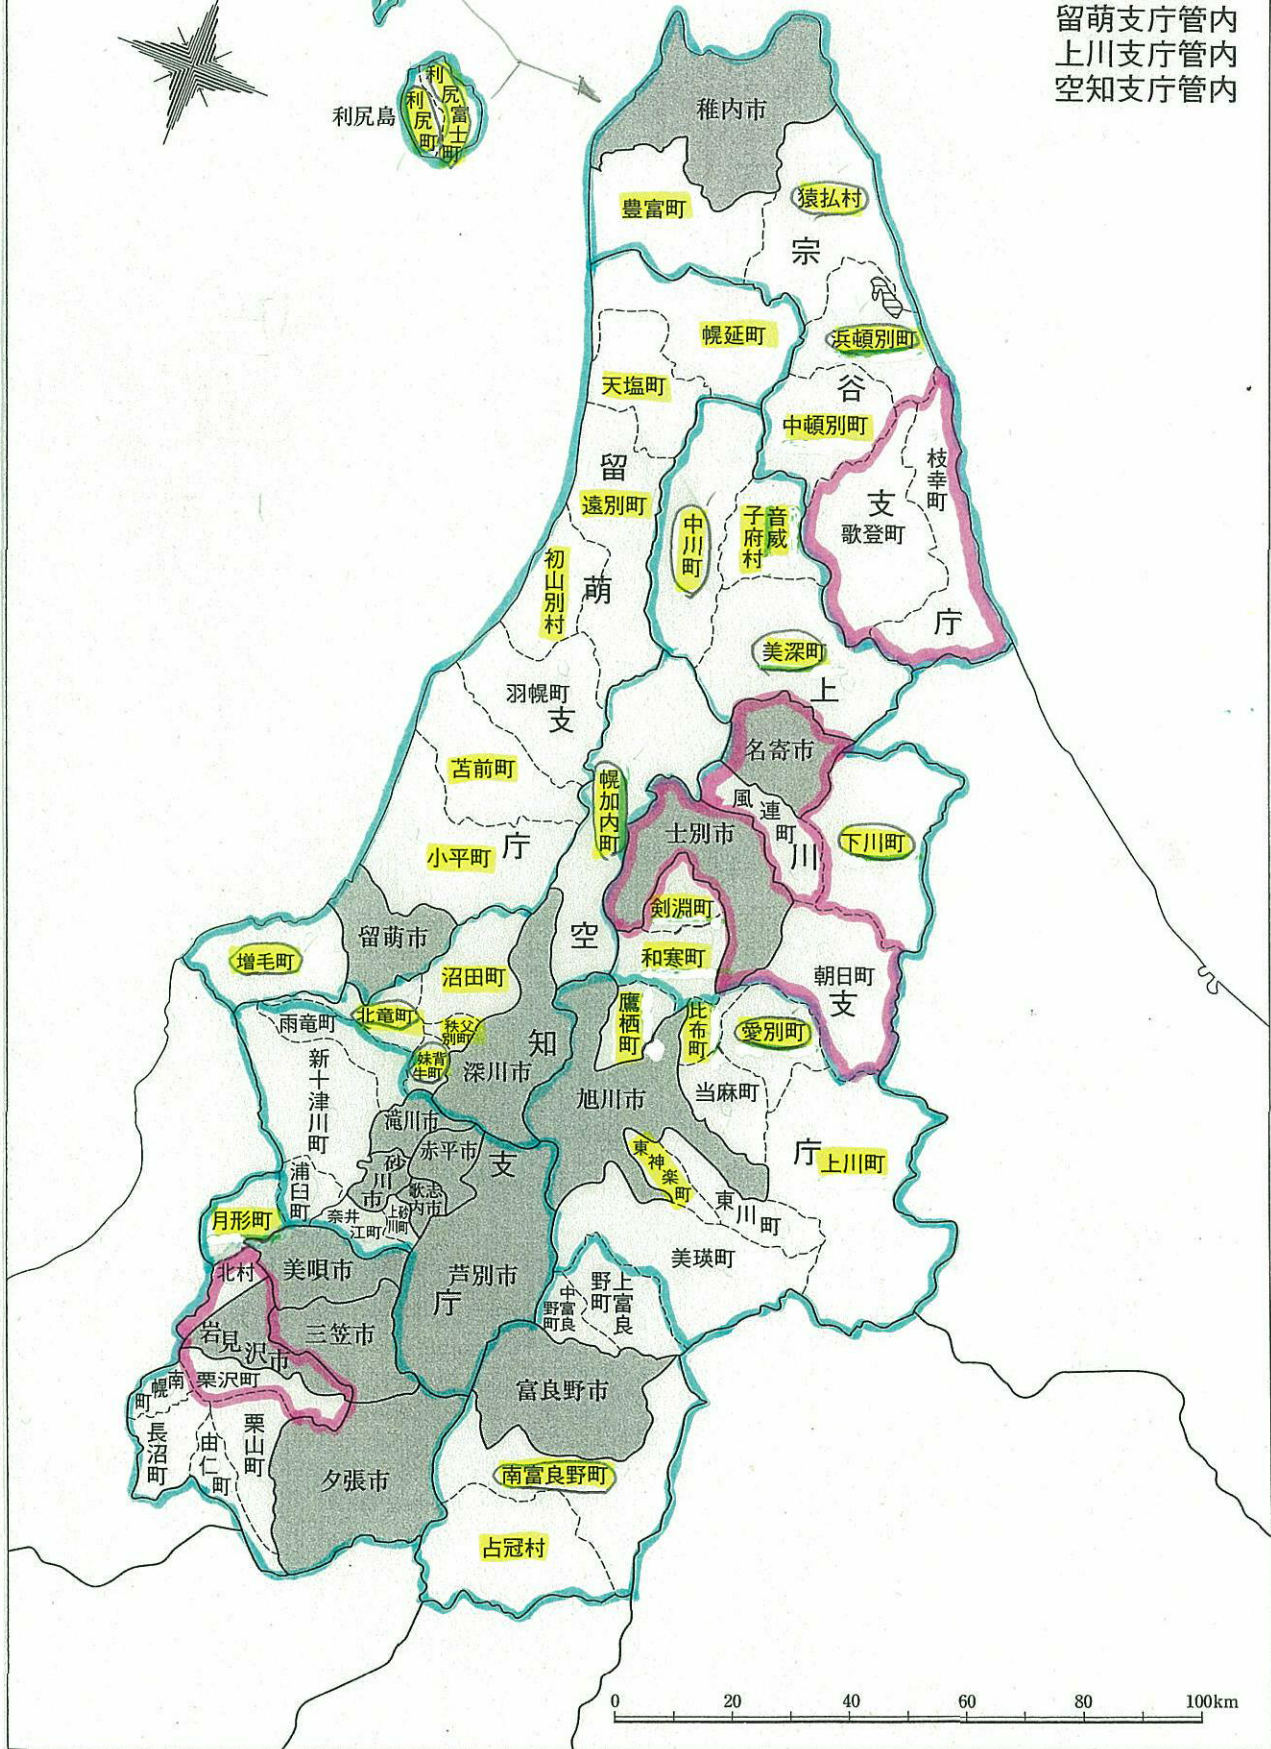 留萌支庁管内
上川支庁管内
空知支庁管内
利尻島
利尻町
利尻富士町
稚内市
豊富町
猿払村
宗
幌延町
浜頓別町
天塩町
谷
中頓別町
枝幸町
留
支
歌登町
遠別町
中川町
音威
子府村
初山別村
萌
庁
美深町
羽幌町
支
上
名寄市
苫前町
幌加内町
風連町
士別市
川
下川町
小平町
庁
剣淵町
空
留萌市
増毛町
沼田町
和寒町
朝日町
支
雨竜町
北竜町
秩父
別町
鷹栖町
比布町
愛別町
知
妹背
牛町
深川市
新十津川町
旭川市
当麻町
滝川市
赤平市
支
東神楽町
庁
上川町
浦臼町
砂川市
歌志
内市
東川町
月形町
奈井
江町
上砂
川町
美瑛町
北村
美唄市
芦別市
庁
上富良
野町
中富良
野町
岩見沢市
三笠市
南幌町
栗沢町
富良野市
長沼町
由仁町
栗山町
夕張市
南富良野町
占冠村
0 20 40 60 80 100km